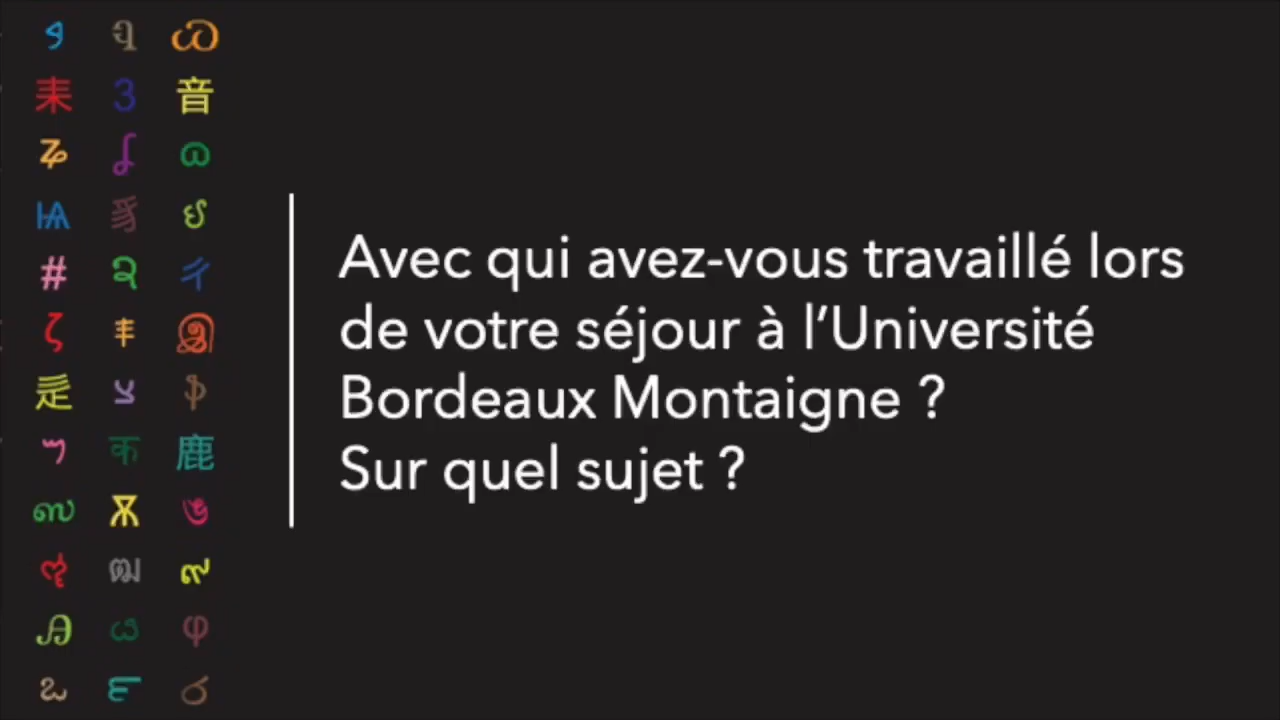 Avec qui avez-vous travaillé lors
de votre séjour à l’Université
Bordeaux Montaigne ?
Sur quel sujet ?